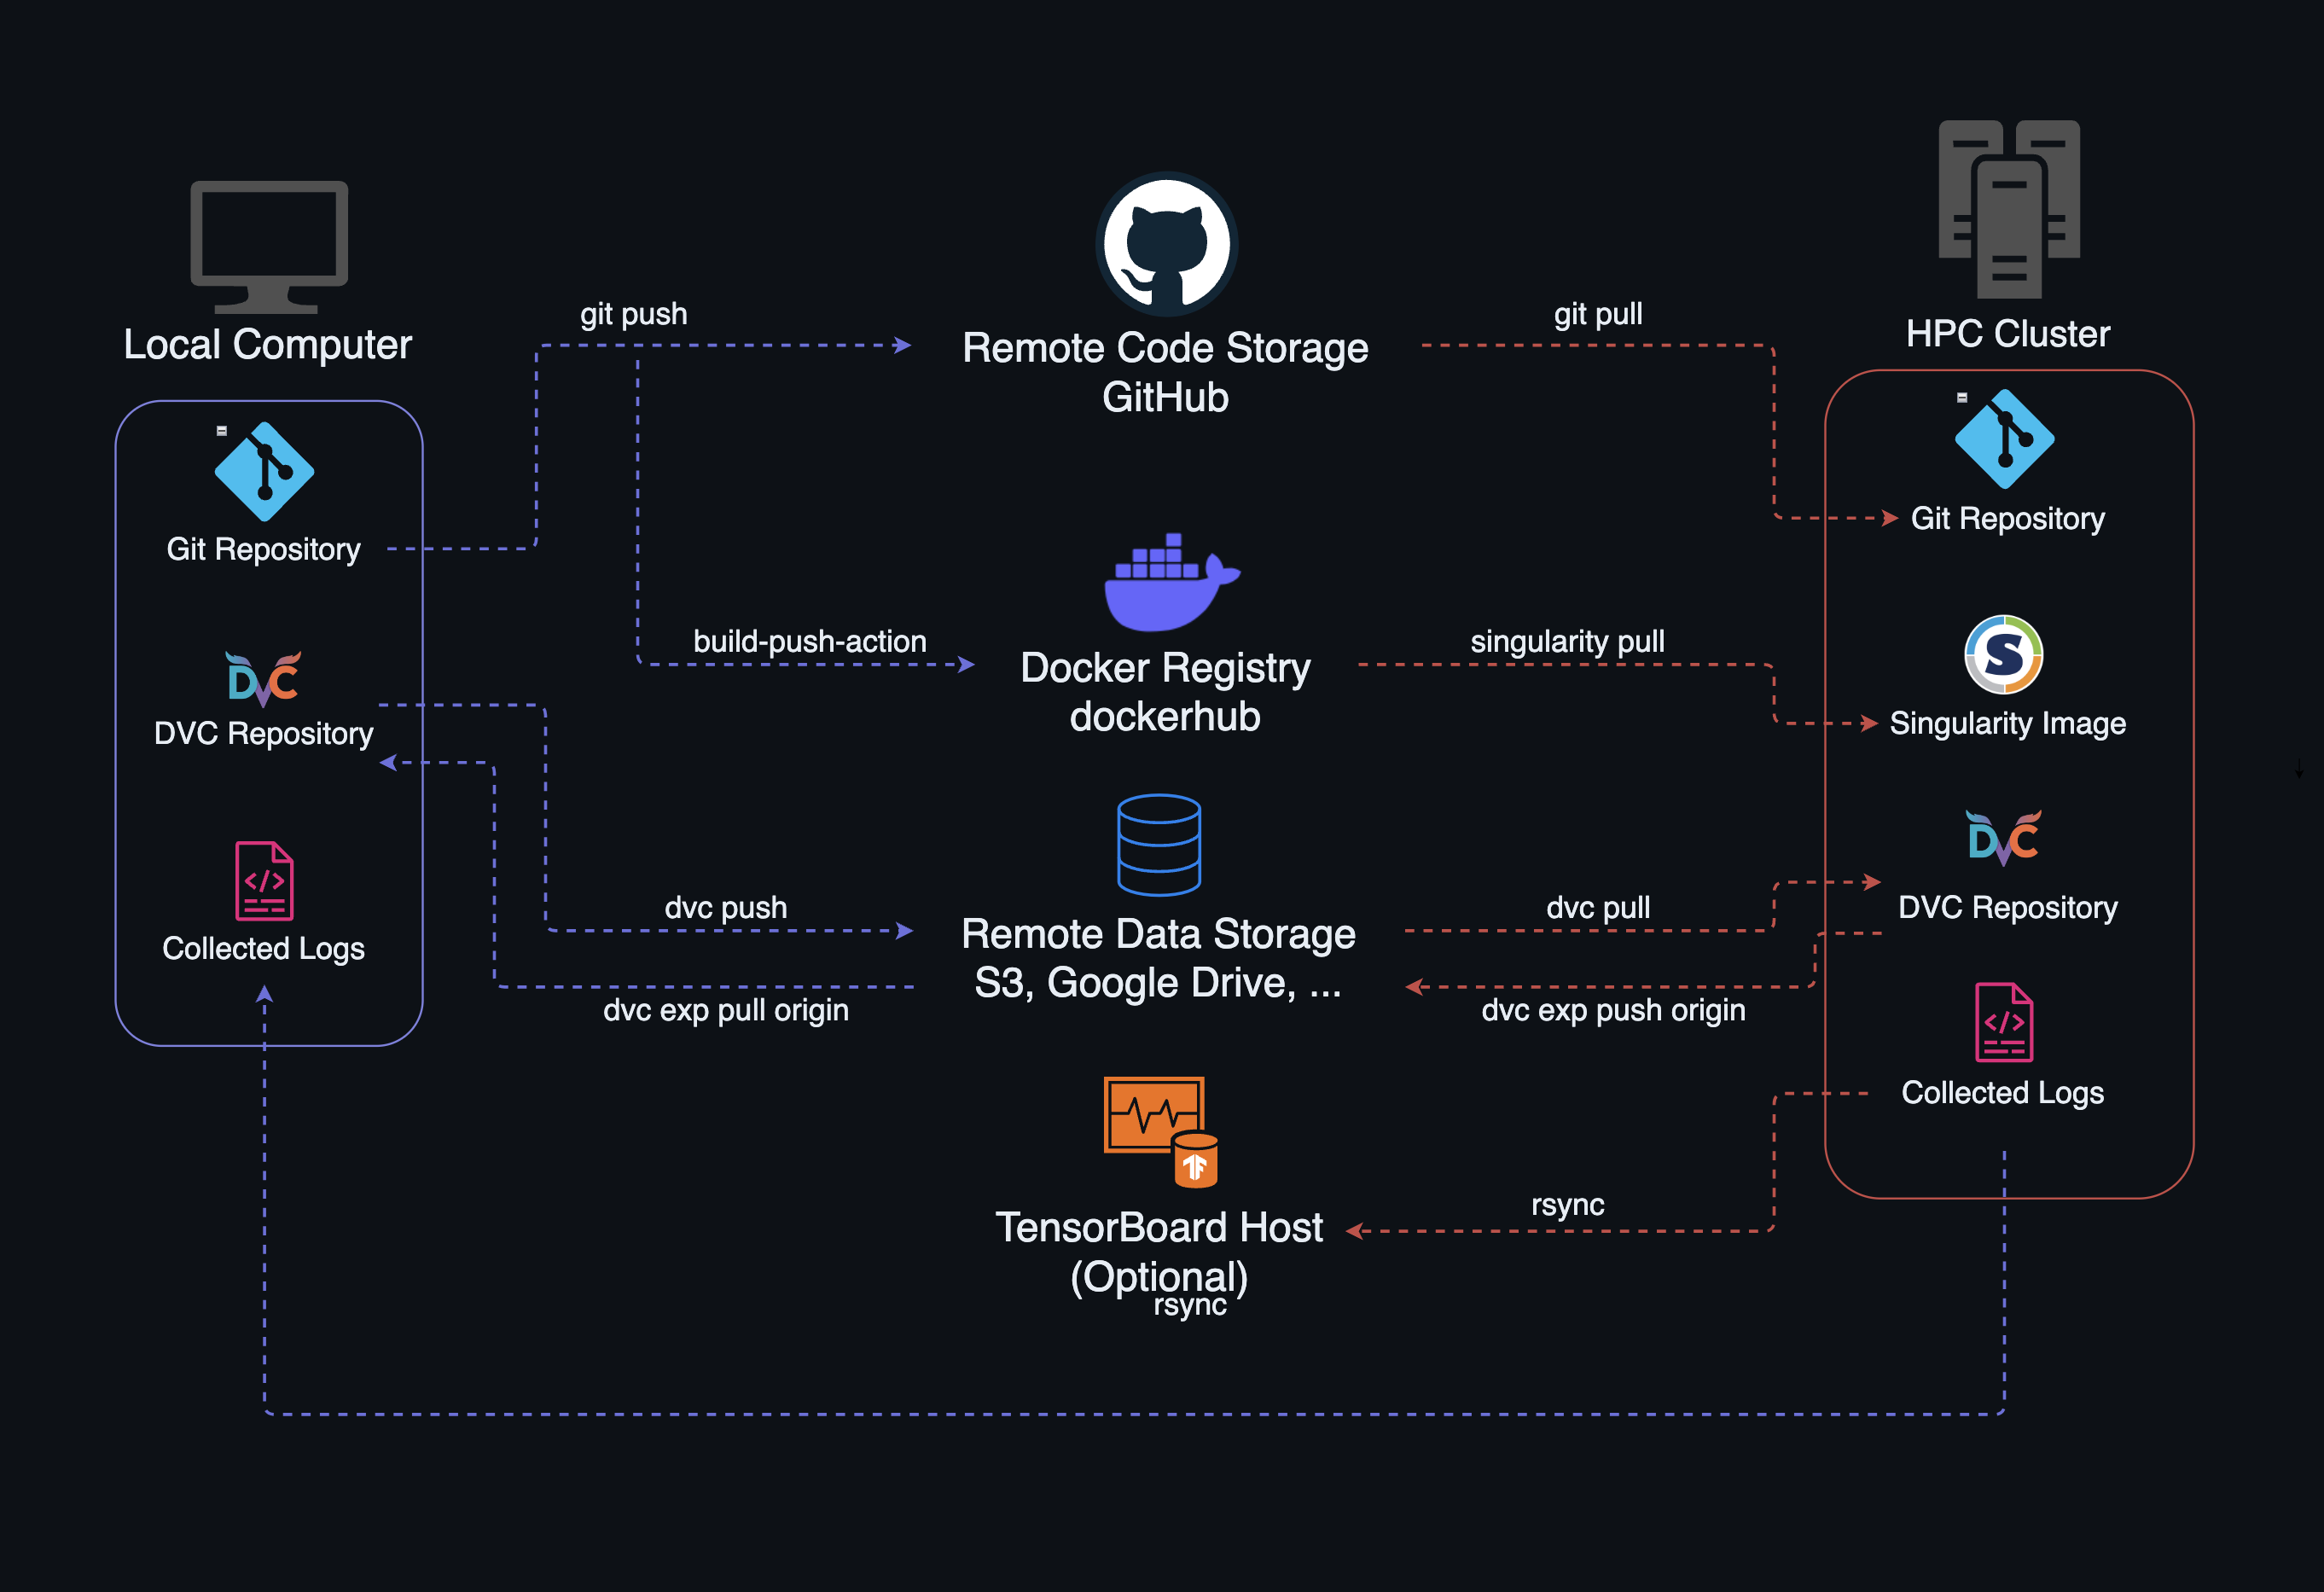 Local Computer
Git Repository
DVC
DVC Repository
Collected Logs
git push
build-push-action
dvc push
dvc exp pull origin
Remote Code Storage
GitHub
Docker Registry
dockerhub
Remote Data Storage
S3, Google Drive, ...
TensorBoard Host
(Optional)
rsync
git pull
singularity pull
dvc pull
dvc exp push origin
rsync
HPC Cluster
Git Repository
S
Singularity Image
DVC
DVC Repository
Collected Logs